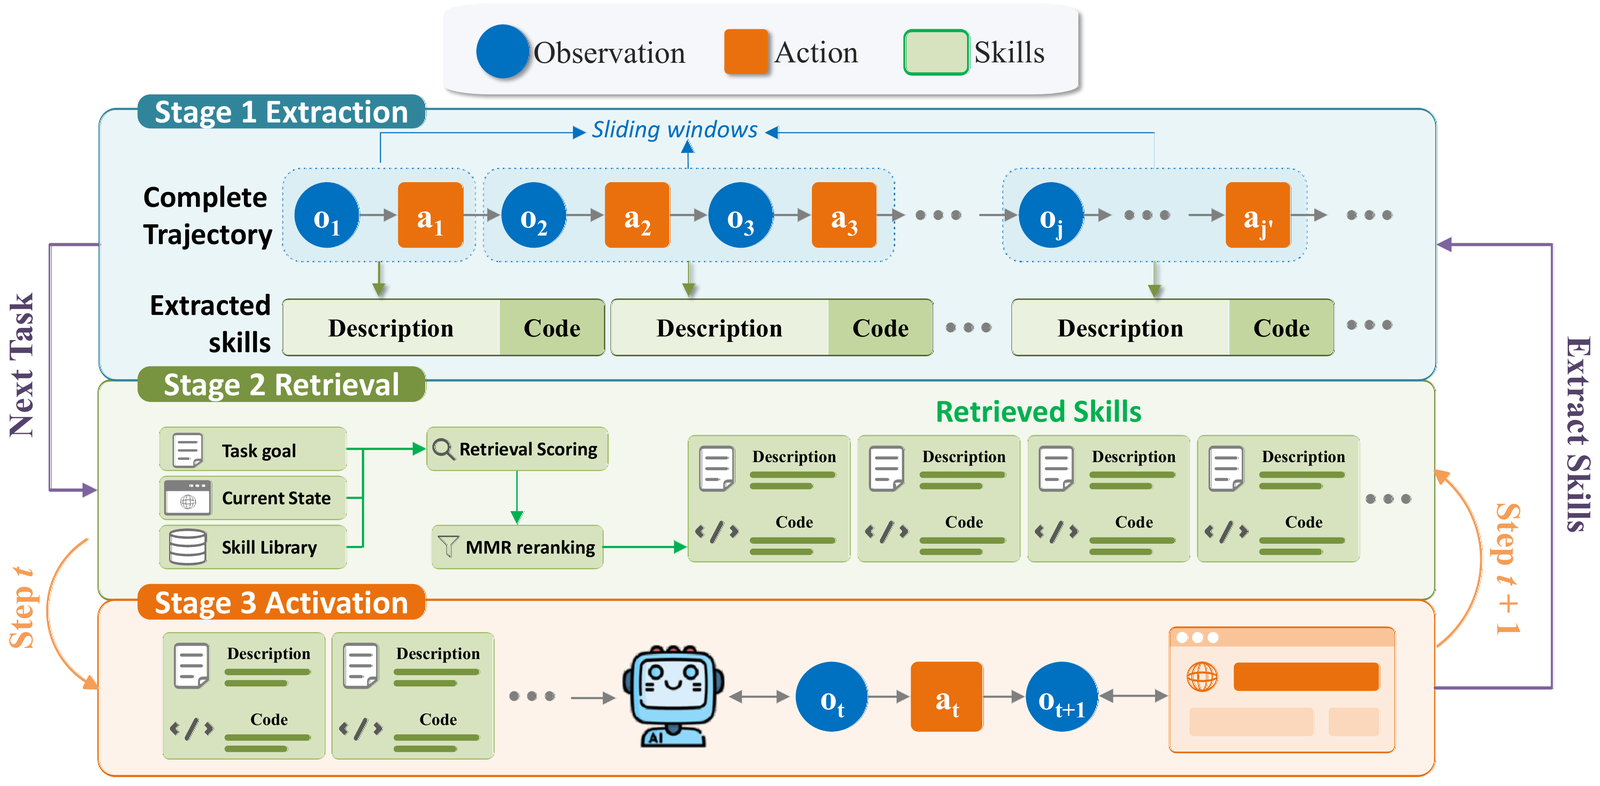 Observation Action Skills
Stage 1 Extraction
Sliding windows
Complete
Trajectory
o1 a1 o2 a2 o3 a3 oj aj'
Extracted
skills
Description Code Description Code Description Code
Next Task
Extract Skills
Stage 2 Retrieval
Retrieved Skills
Task goal
Current State
Skill Library
Retrieval Scoring
MMR reranking
Description Description Description Description
Code Code Code Code
Step t
Step t + 1
Stage 3 Activation
Description Description
Code Code
AI
ot at ot+1